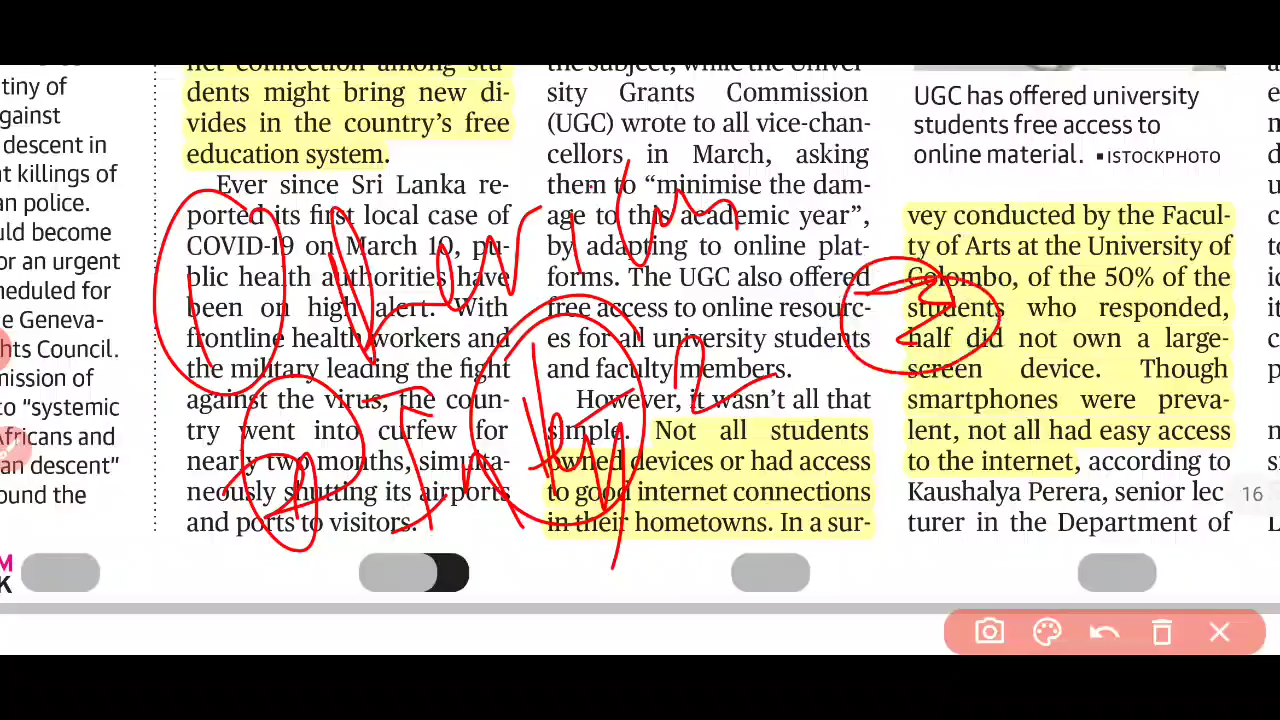 tiny of
gainst
descent in
t killings of
an police.
uld become
or an urgent
heduled for
e Geneva-
hts Council.
mission of
to “systemic
Africans and
an descent”
ound the
M
K
net connection among stu-
dents might bring new di-
vides in the country’s free
education system.
Ever since Sri Lanka re-
ported its first local case of
COVID-19 on March 10, pu-
blic health authorities have
been on high alert. With
frontline health workers and
the military leading the fight
against the virus, the coun-
try went into curfew for
nearly two months, simulta-
neously shutting its airports
and ports to visitors.
the subject, while the Univer-
sity Grants Commission
(UGC) wrote to all vice-chan-
cellors in March, asking
them to “minimise the dam-
age to this academic year”,
by adapting to online plat-
forms. The UGC also offered
free access to online resourc-
es for all university students
and faculty members.
However, it wasn’t all that
simple. Not all students
owned devices or had access
to good internet connections
in their hometowns. In a sur-
UGC has offered university
students free access to
online material. ▪ISTOCKPHOTO
vey conducted by the Facul-
ty of Arts at the University of
Colombo, of the 50% of the
students who responded,
half did not own a large-
screen device. Though
smartphones were preva-
lent, not all had easy access
to the internet, according to
Kaushalya Perera, senior lec
turer in the Department of
16